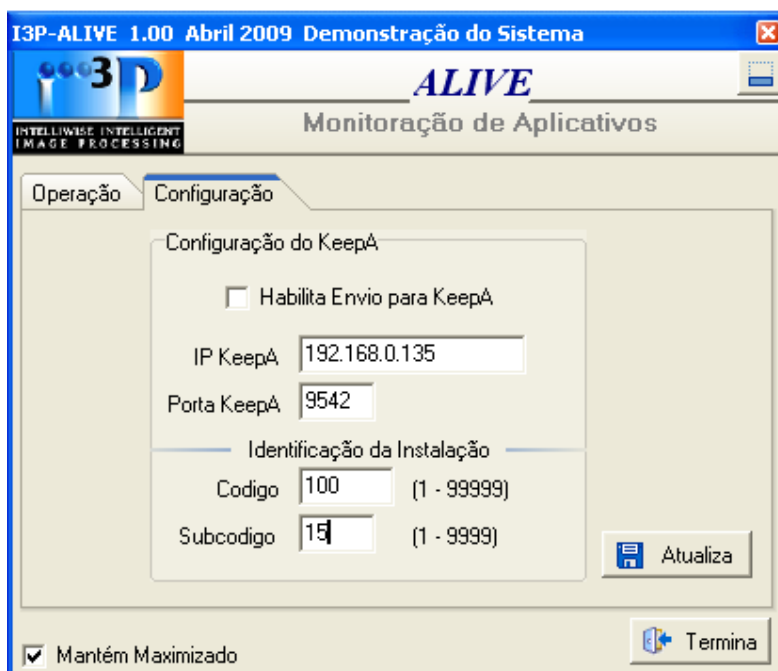 I3P-ALIVE 1.00 Abril 2009 Demonstração do Sistema
i3P
ALIVE
INTELLIWISE INTELLIGENT
IMAGE PROCESSING
Monitoração de Aplicativos
Operação Configuração
Configuração do KeepA
Habilita Envio para KeepA
IP KeepA 192.168.0.135
Porta KeepA 9542
Identificação da Instalação
Codigo 100 (1 - 99999)
Subcodigo 15 (1 - 9999)
Atualiza
Mantém Maximizado
Termina